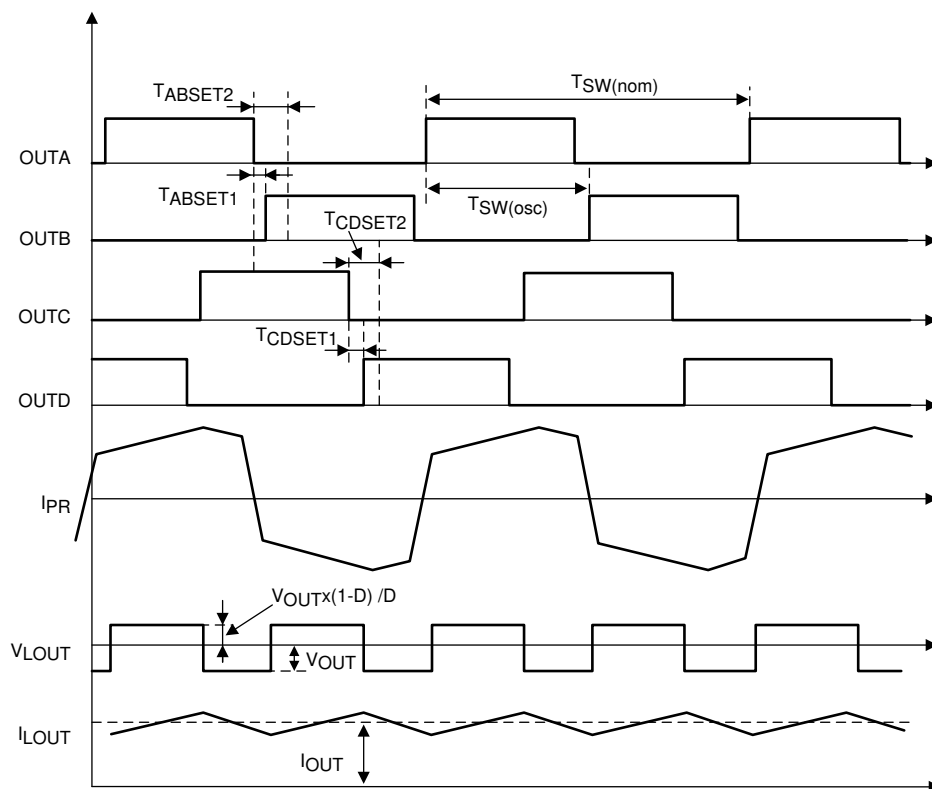 TABSET2
TSW(nom)
OUTA
TABSET1
TSW(osc)
TCDSET2
OUTB
OUTC
TCDSET1
OUTD
IPR
VOUTx(1-D) /D
VLOUT
VOUT
ILOUT
IOUT